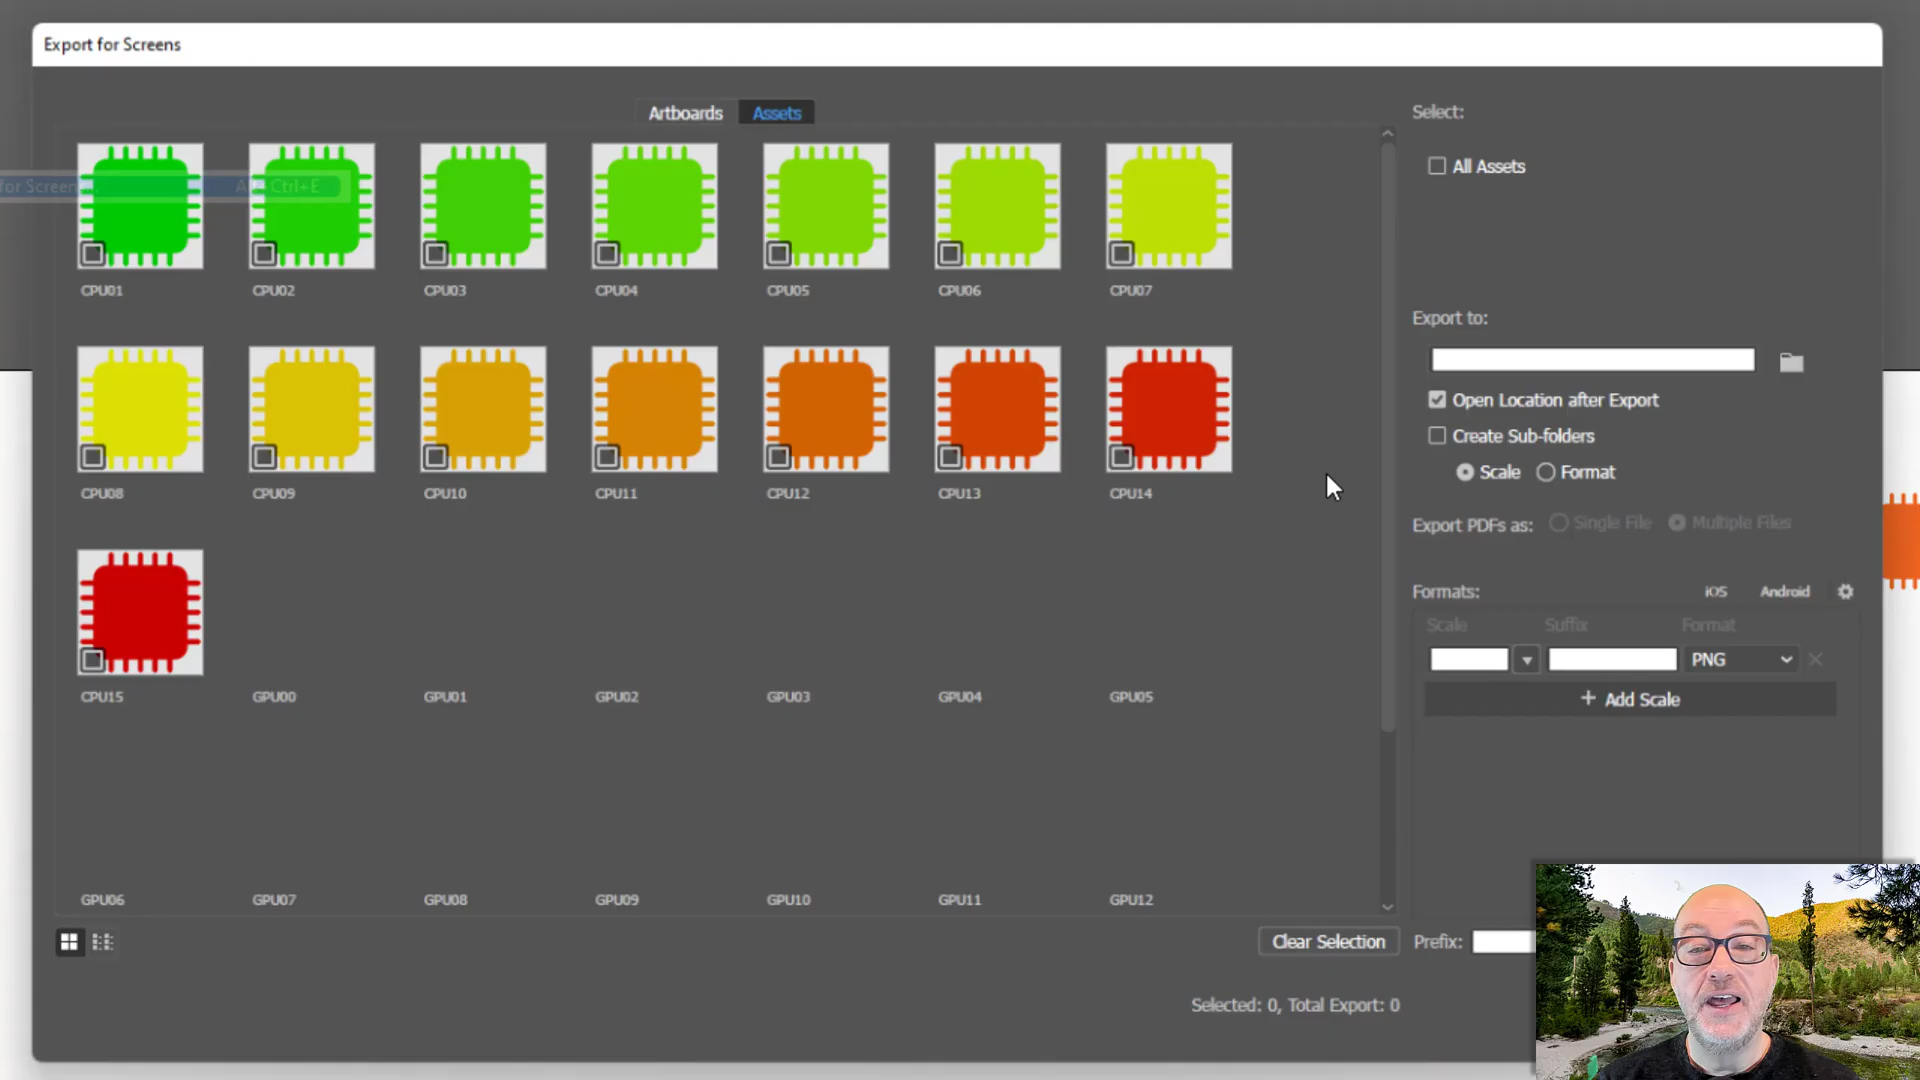 Export for Screens
Artboards
Assets
for Screen
Ctrl+E
CPU01
CPU02
CPU03
CPU04
CPU05
CPU06
CPU07
CPU08
CPU09
CPU10
CPU11
CPU12
CPU13
CPU14
CPU15
GPU00
GPU01
GPU02
GPU03
GPU04
GPU05
GPU06
GPU07
GPU08
GPU09
GPU10
GPU11
GPU12
Clear Selection
Selected: 0, Total Export: 0
Select:
All Assets
Export to:
Open Location after Export
Create Sub-folders
Scale
Format
Export PDFs as:
Single File
Multiple Files
Formats:
iOS
Android
Scale
Suffix
Format
PNG
+ Add Scale
Prefix: